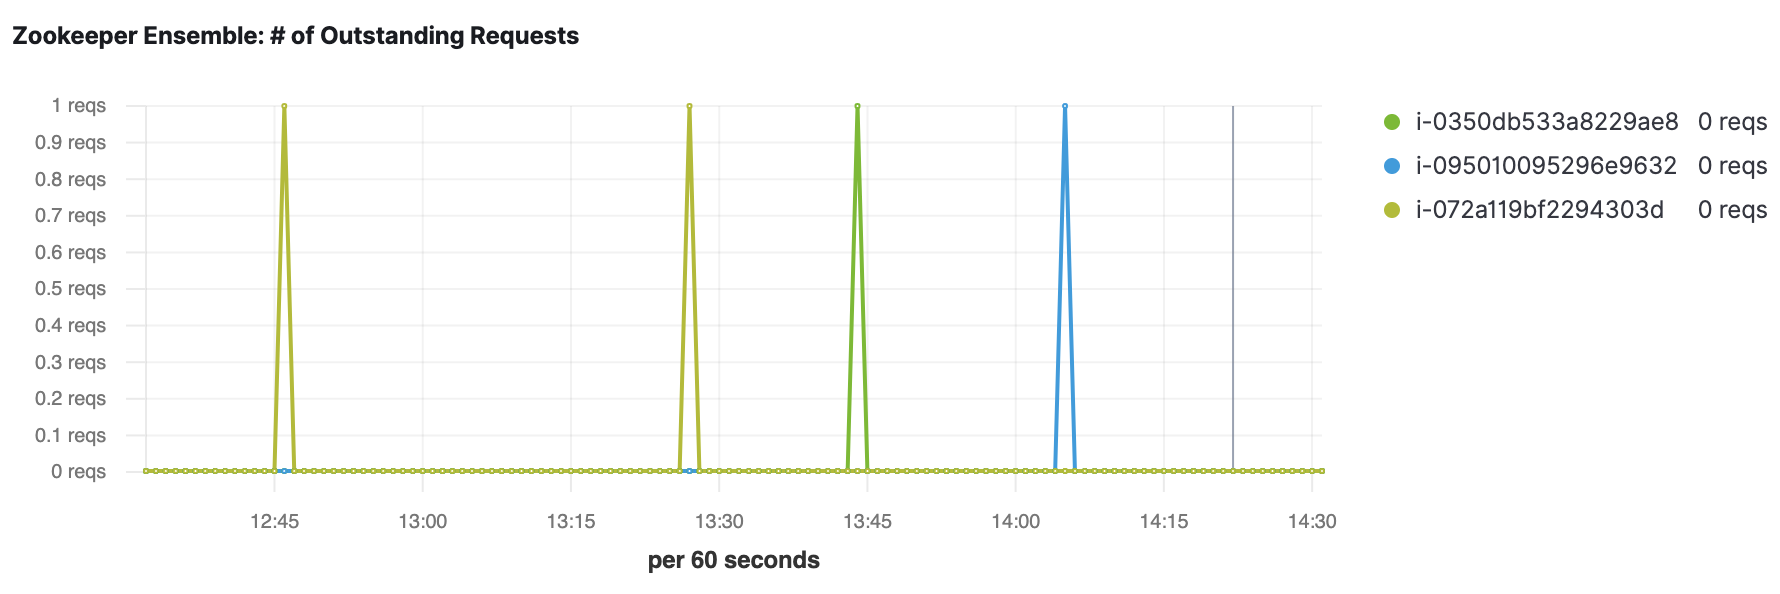 Zookeeper Ensemble: # of Outstanding Requests
1 reqs
0.9 reqs
0.8 reqs
0.7 reqs
0.6 reqs
0.5 reqs
0.4 reqs
0.3 reqs
0.2 reqs
0.1 reqs
0 reqs
12:45 13:00 13:15 13:30 13:45 14:00 14:15 14:30
per 60 seconds
i-0350db533a8229ae8 0 reqs
i-095010095296e9632 0 reqs
i-072a119bf2294303d 0 reqs